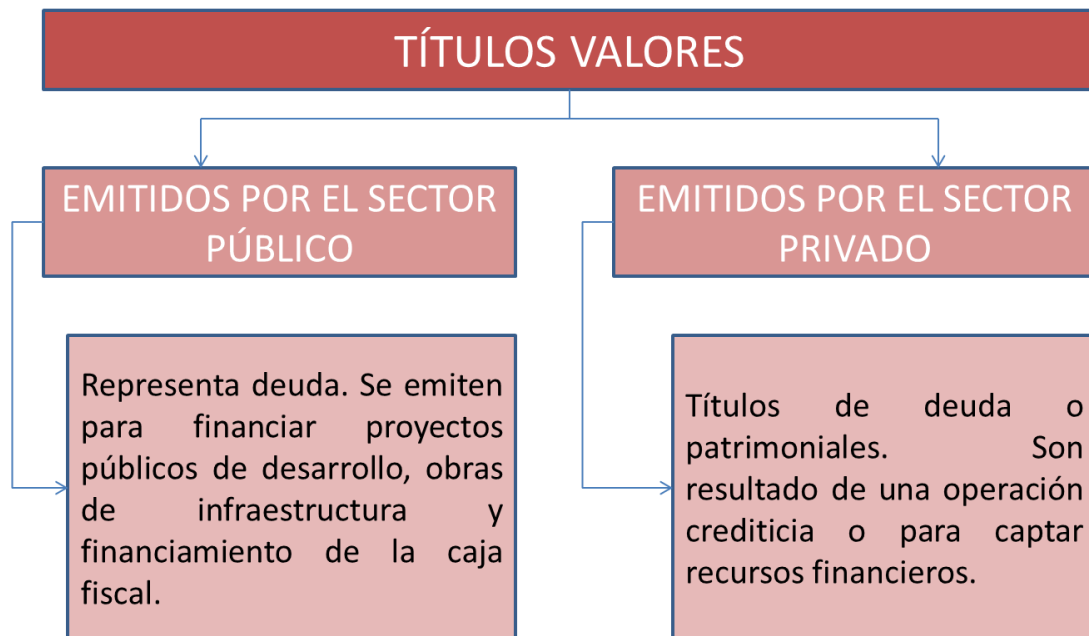 TÍTULOS VALORES
EMITIDOS POR EL SECTOR
PÚBLICO
EMITIDOS POR EL SECTOR
PRIVADO
Representa deuda. Se emiten
para financiar proyectos
públicos de desarrollo, obras
de infraestructura y
financiamiento de la caja
fiscal.
Títulos de deuda o
patrimoniales. Son
resultado de una operación
crediticia o para captar
recursos financieros.